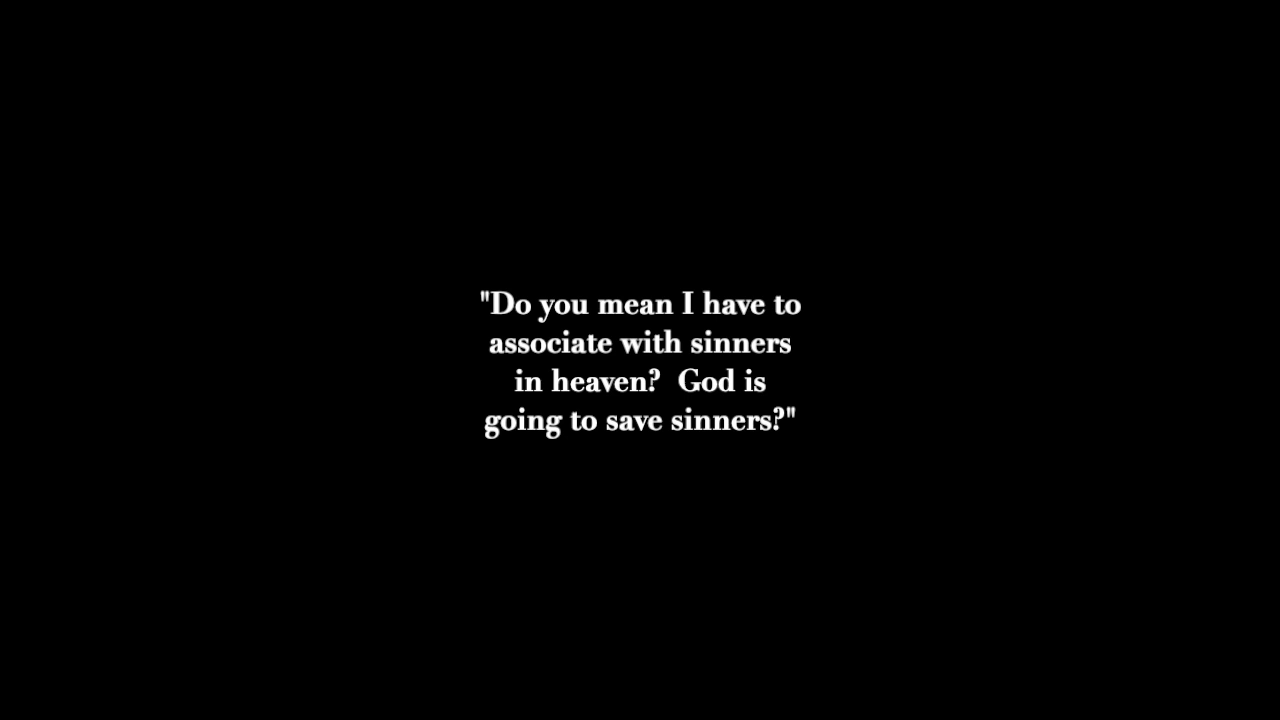 "Do you mean I have to
associate with sinners
in heaven?  God is
going to save sinners?"